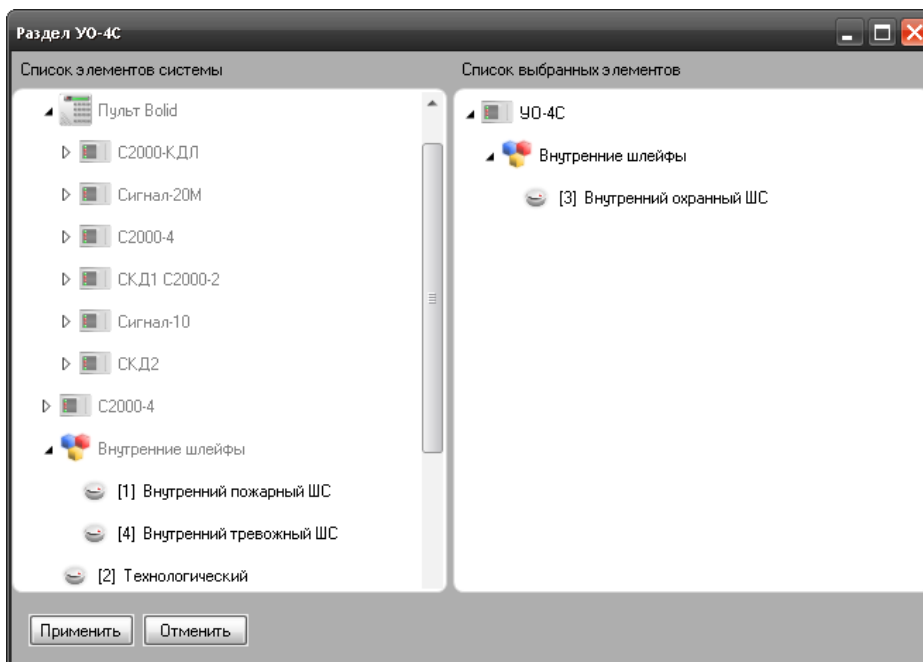 Раздел УО-4С
Список элементов системы
Пульт Bolid
С2000-КДЛ
Сигнал-20М
С2000-4
СКД1 С2000-2
Сигнал-10
СКД2
С2000-4
Внутренние шлейфы
[1] Внутренний пожарный ШС
[4] Внутренний тревожный ШС
[2] Технологический
Список выбранных элементов
УО-4С
Внутренние шлейфы
[3] Внутренний охранный ШС
Применить
Отменить